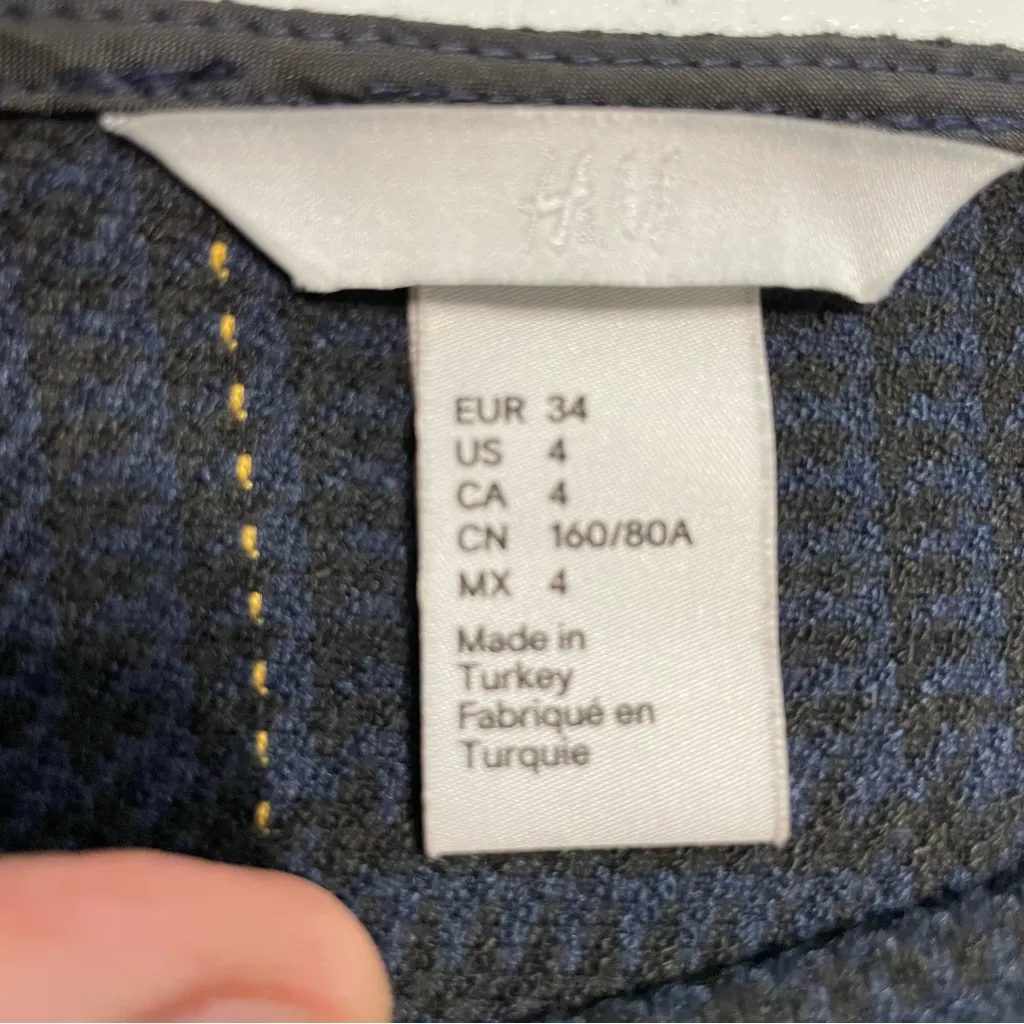 H&M
EUR 34
US 4
CA 4
CN 160/80A
MX 4
Made in
Turkey
Fabriqué en
Turquie